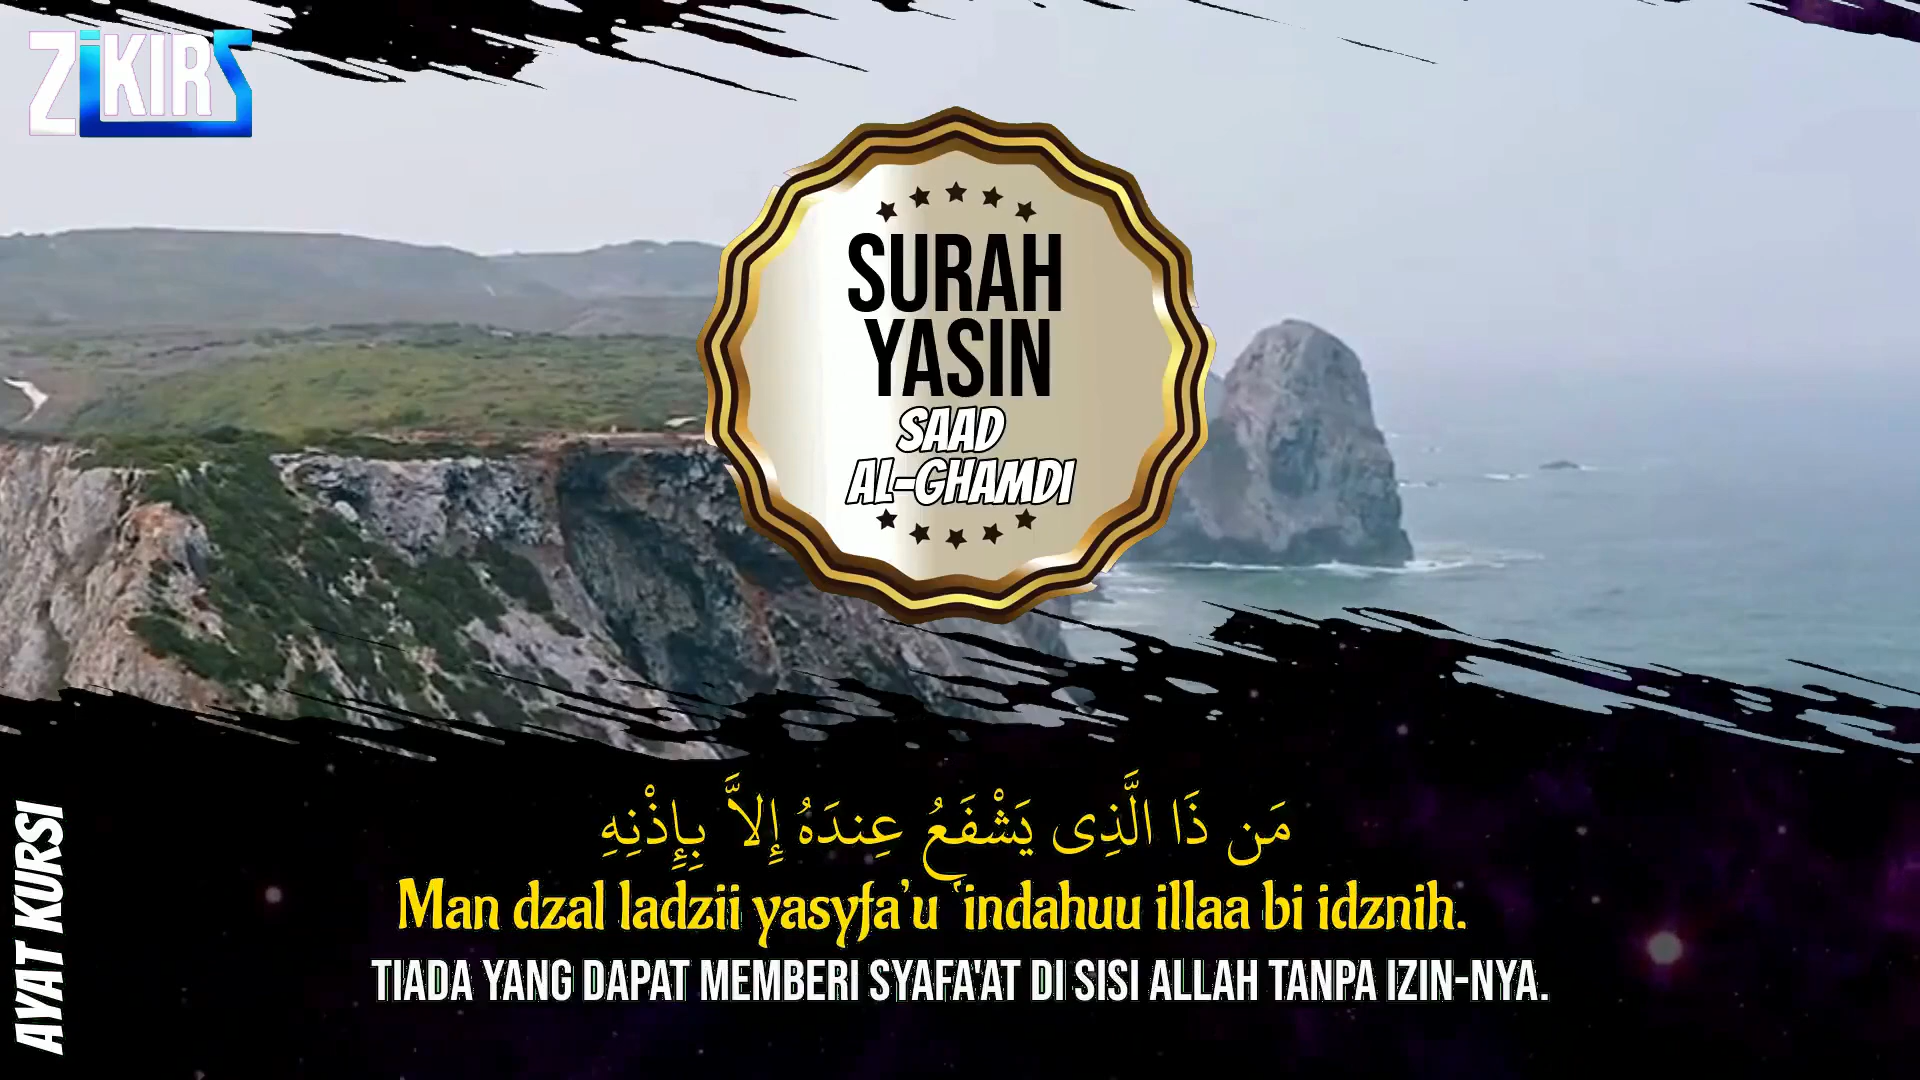 ZIKIRS
SURAH
YASIN
SAAD
AL-GHAMDI
مَن ذَا الَّذِى يَشْفَعُ عِندَهُ إِلاَّ بِإِذْنِهِ
Man dzal ladzii yasyfa’u ‘indahuu illaa bi idznih.
TIADA YANG DAPAT MEMBERI SYAFA'AT DI SISI ALLAH TANPA IZIN-NYA.
AYAT KURSI